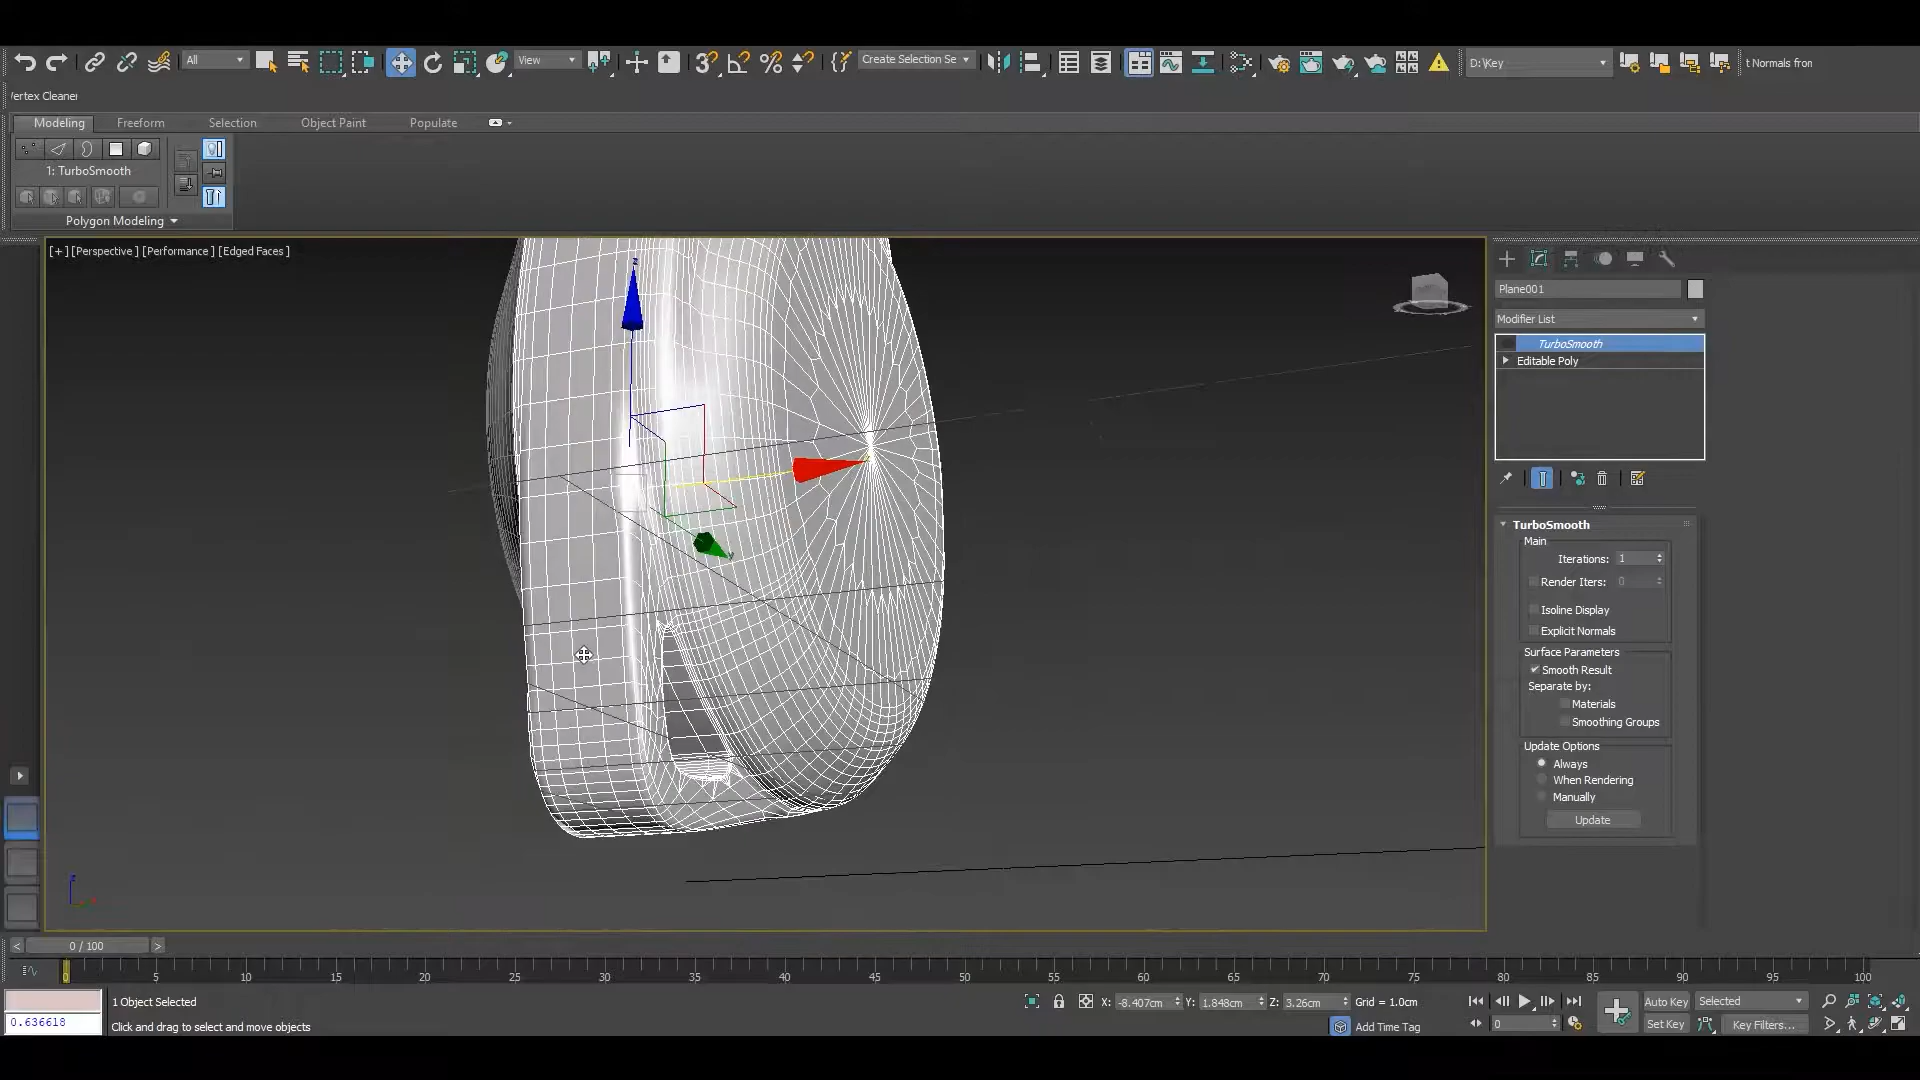 All
View
Create Selection Se
D:\Key
t Normals fron
/ertex Cleaner
Modeling
Freeform
Selection
Object Paint
Populate
1: TurboSmooth
Polygon Modeling
[+] [Perspective] [Performance] [Edged Faces]
Plane001
Modifier List
TurboSmooth
Editable Poly
TurboSmooth
Main
Iterations: 1
Render Iters: 0
Isoline Display
Explicit Normals
Surface Parameters
Smooth Result
Separate by:
Materials
Smoothing Groups
Update Options
Always
When Rendering
Manually
Update
z
y
z
< 0 / 100 >
0 5 10 15 20 25 30 35 40 45 50 55 60 65 70 75 80 85 90 95 100
1 Object Selected
X: -8.407cm Y: 1.848cm Z: 3.26cm Grid = 1.0cm
Auto Key
Selected
0.636618
Click and drag to select and move objects
Add Time Tag
0
Set Key
Key Filters...